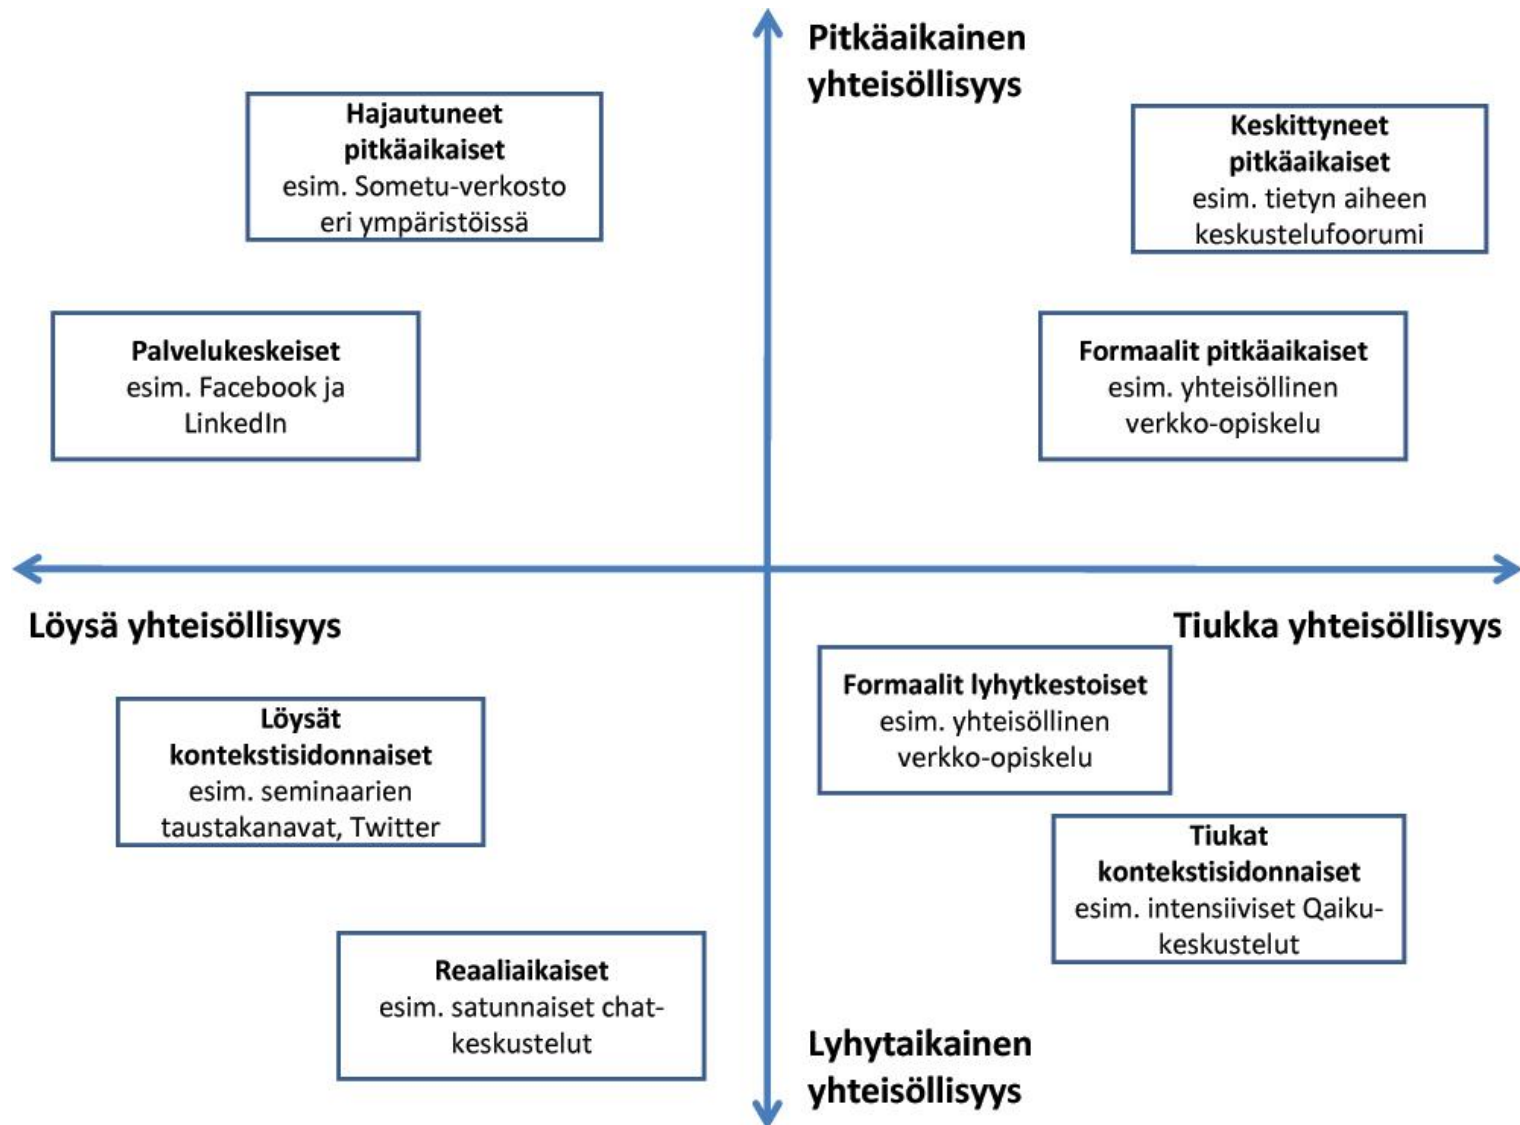 Pitkäaikainen
yhteisöllisyys
Hajautuneet
pitkäaikaiset
esim. Sometu-verkosto
eri ympäristöissä
Keskittyneet
pitkäaikaiset
esim. tietyn aiheen
keskustelufoorumi
Palvelukeskeiset
esim. Facebook ja
LinkedIn
Formaalit pitkäaikaiset
esim. yhteisöllinen
verkko-opiskelu
Löysä yhteisöllisyys
Tiukka yhteisöllisyys
Löysät
kontekstisidonnaiset
esim. seminaarien
taustakanavat, Twitter
Formaalit lyhytkestoiset
esim. yhteisöllinen
verkko-opiskelu
Tiukat
kontekstisidonnaiset
esim. intensiiviset Qaiku-
keskustelut
Reaaliaikaiset
esim. satunnaiset chat-
keskustelut
Lyhytaikainen
yhteisöllisyys